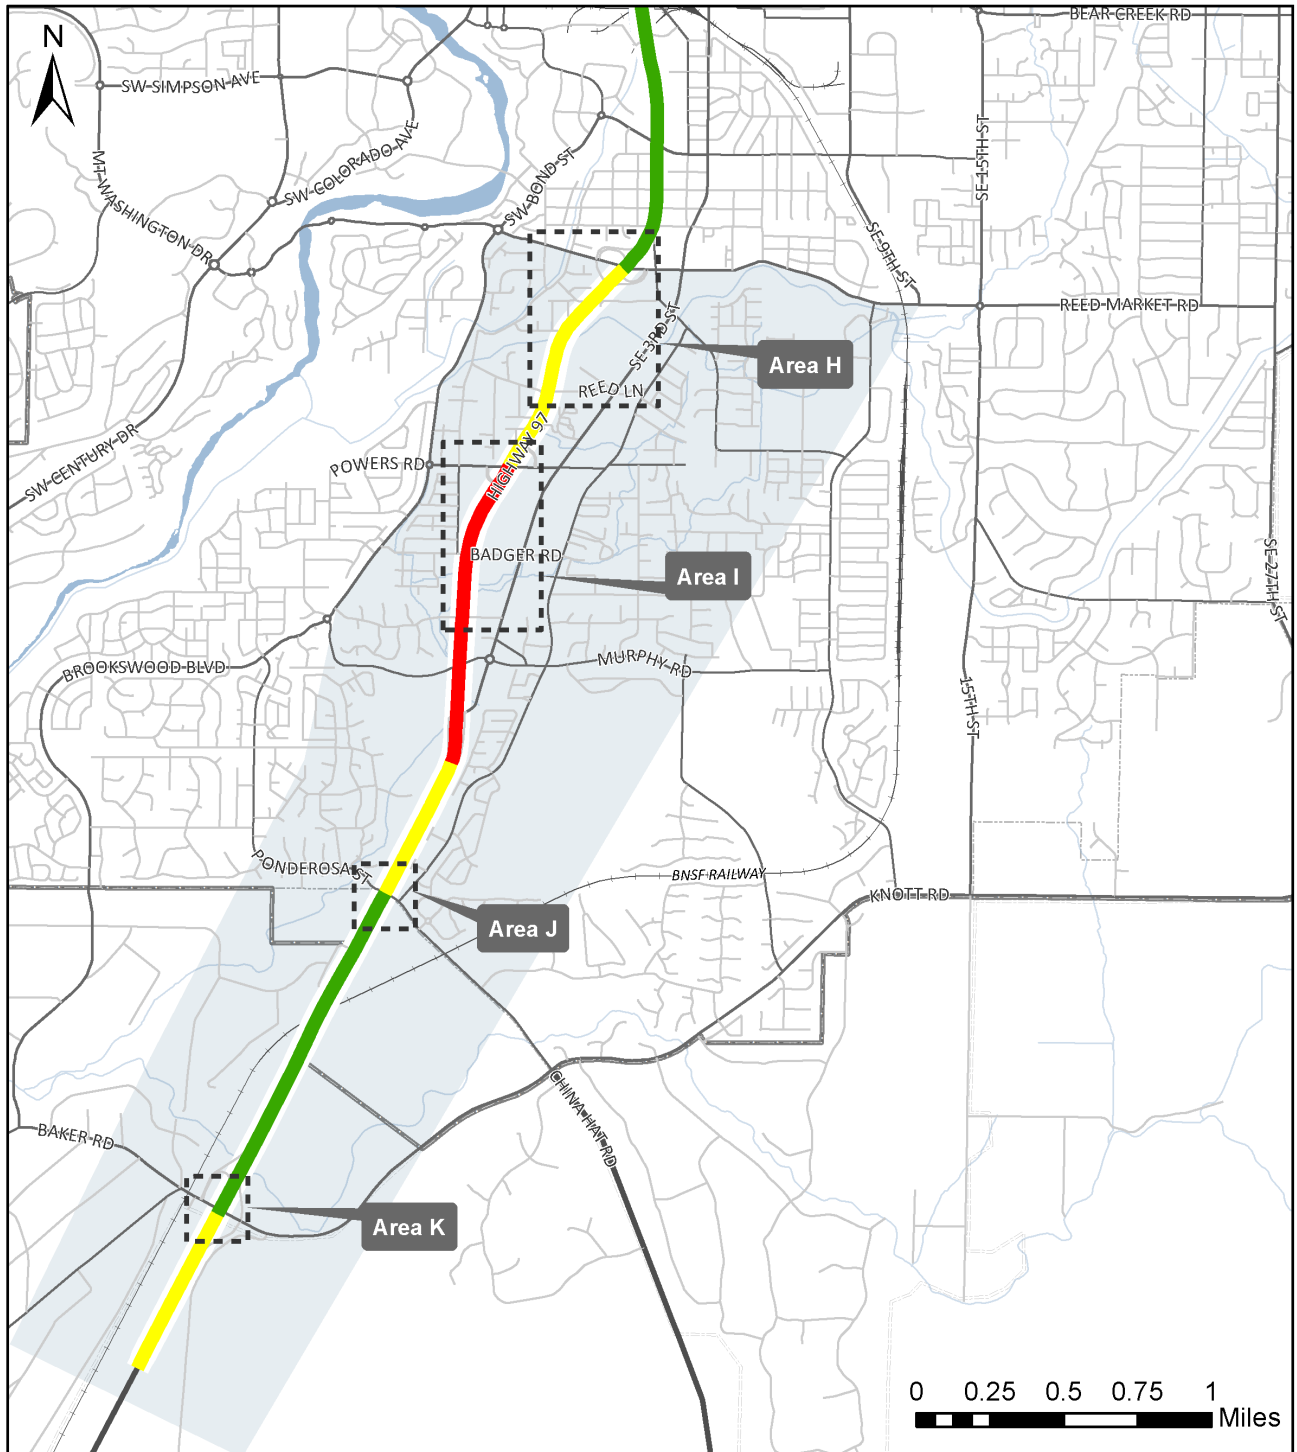 BEAR CREEK RD
N
SW SIMPSON AVE
SW COLORADO AVE
MT WASHINGTON DR
SW BOND ST
SE 15TH ST
SE 9TH ST
REED MARKET RD
SE 3RD ST
Area H
REED LN
HIGHWAY 97
SW CENTURY DR
POWERS RD
BADGER RD
Area I
SE 27TH ST
BROOKSWOOD BLVD
MURPHY RD
15TH ST
PONDEROSA ST
BNSF RAILWAY
KNOTT RD
Area J
CHINA HAT RD
BAKER RD
Area K
0 0.25 0.5 0.75 1
Miles